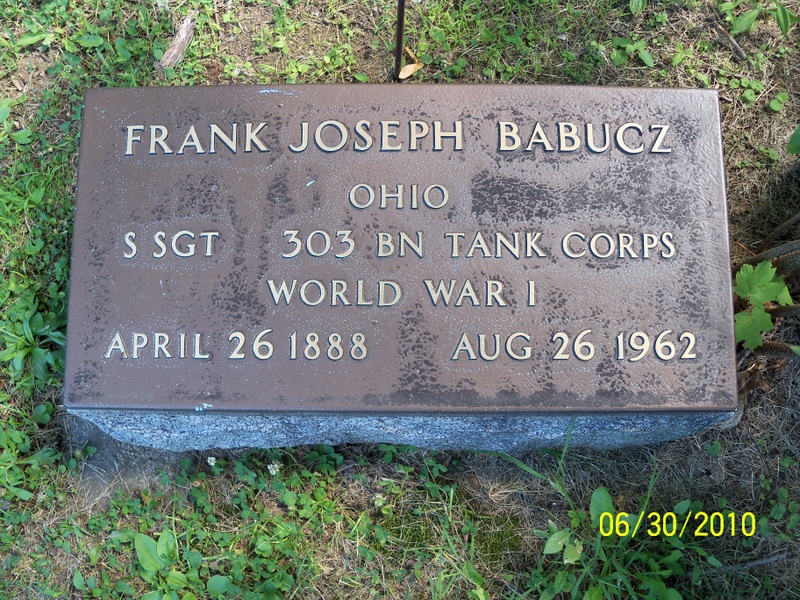 FRANK JOSEPH BABUCZ
OHIO
S SGT 303 BN TANK CORPS
WORLD WAR I
APRIL 26 1888 AUG 26 1962
06/30/2010